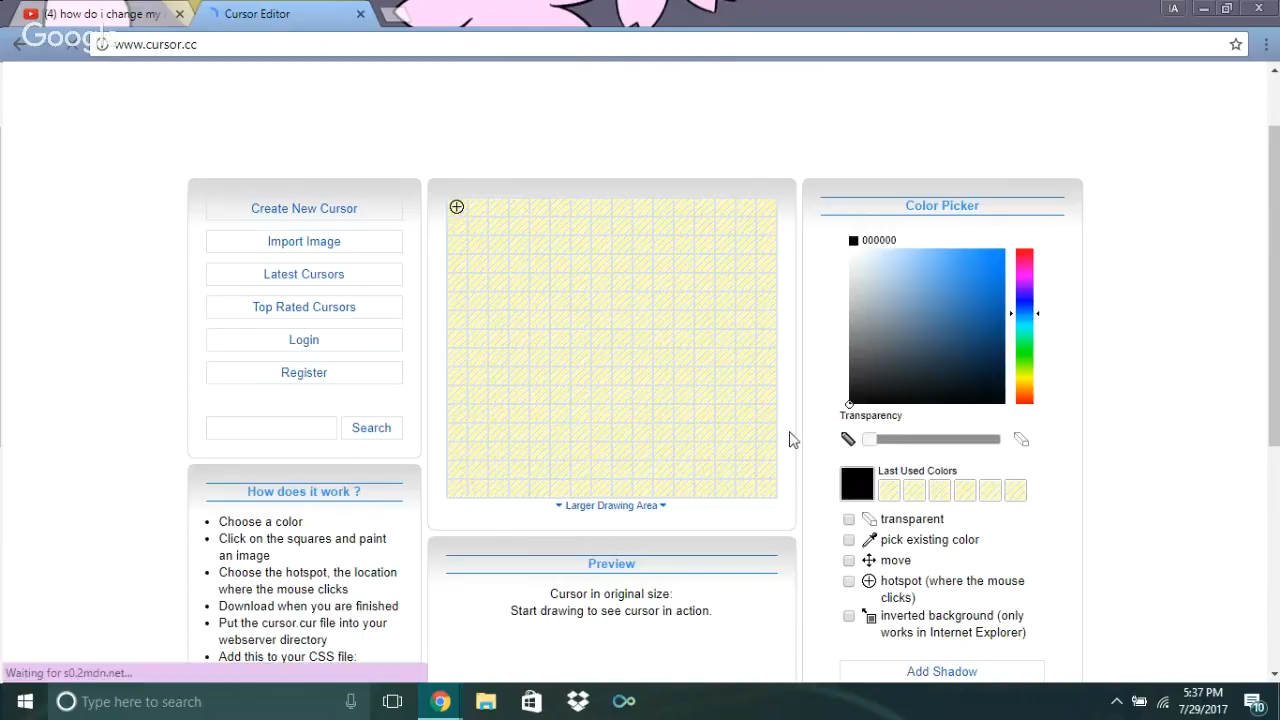 (4) how do i change my
Cursor Editor
IA
Google
www.cursor.cc
Create New Cursor
Import Image
Latest Cursors
Top Rated Cursors
Login
Register
Search
How does it work ?
Choose a color
Click on the squares and paint
an image
Choose the hotspot, the location
where the mouse clicks
Download when you are finished
Put the cursor.cur file into your
webserver directory
Add this to your CSS file:
Larger Drawing Area
Preview
Cursor in original size:
Start drawing to see cursor in action.
Color Picker
000000
Transparency
Last Used Colors
transparent
pick existing color
move
hotspot (where the mouse
clicks)
inverted background (only
works in Internet Explorer)
Add Shadow
Waiting for s0.2mdn.net...
Type here to search
5:37 PM
7/29/2017
10